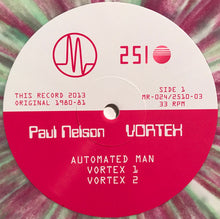 2510
THIS RECORD 2013
ORIGINAL 1980-81
SIDE 1
MR-024/2510-03
33 RPM
Paul Nelson VORTEX
AUTOMATED MAN
VORTEX 1
VORTEX 2